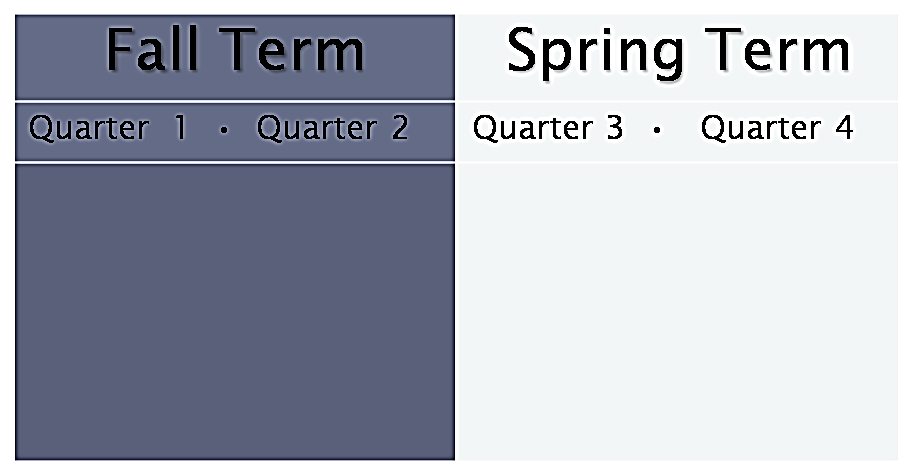 Fall Term
Spring Term
Quarter 1 • Quarter 2
Quarter 3 • Quarter 4